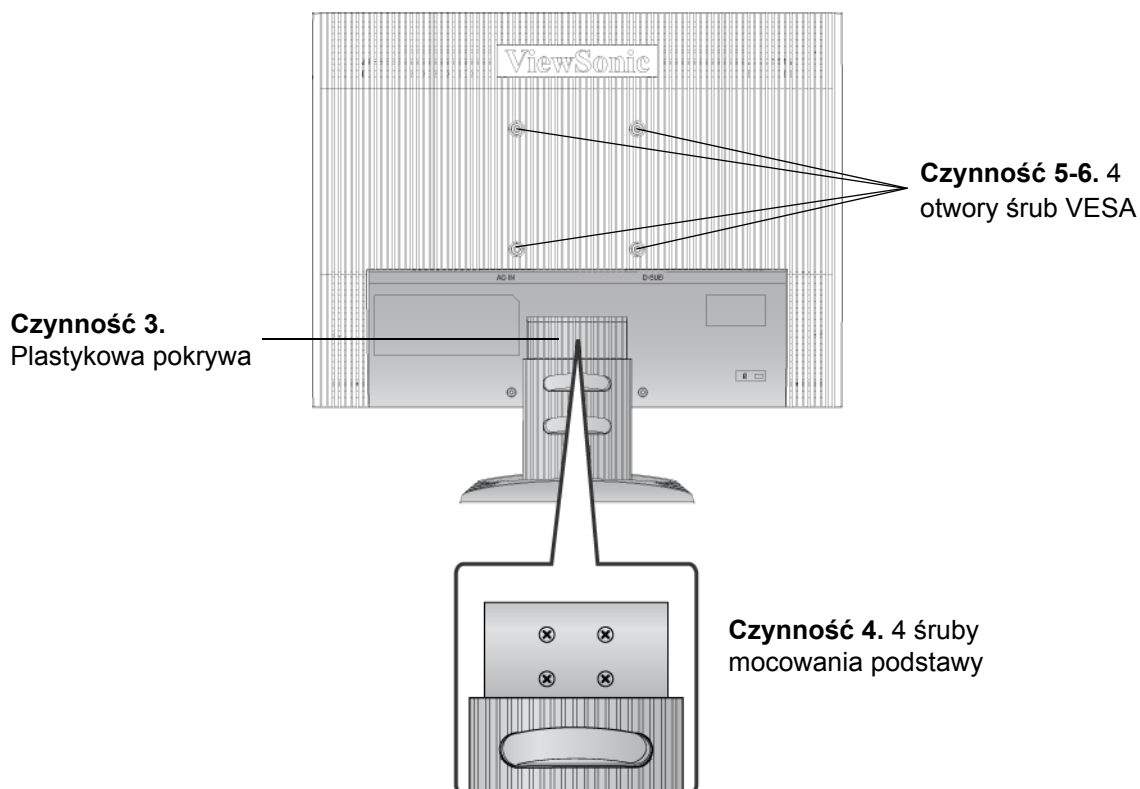 ViewSonic
Czynność 5-6. 4
otwory śrub VESA
AC IN
D-SUB
Czynność 3.
Plastykowa pokrywa
Czynność 4. 4 śruby
mocowania podstawy